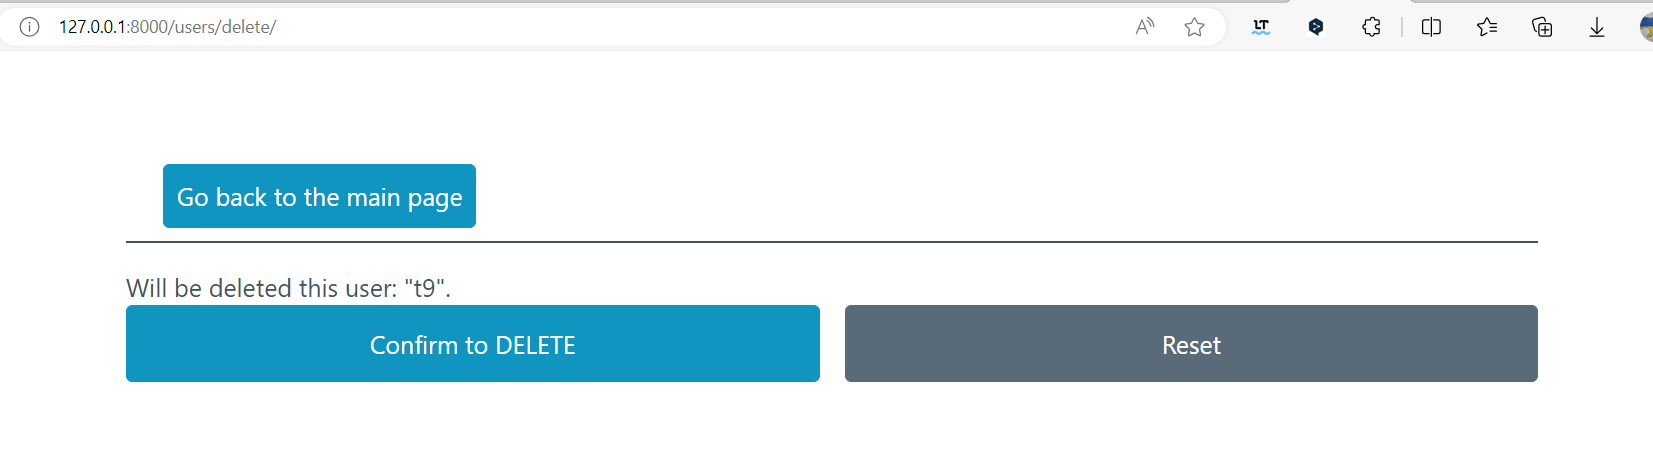 127.0.0.1:8000/users/delete/
A
LT
Go back to the main page
Will be deleted this user: "t9".
Confirm to DELETE
Reset